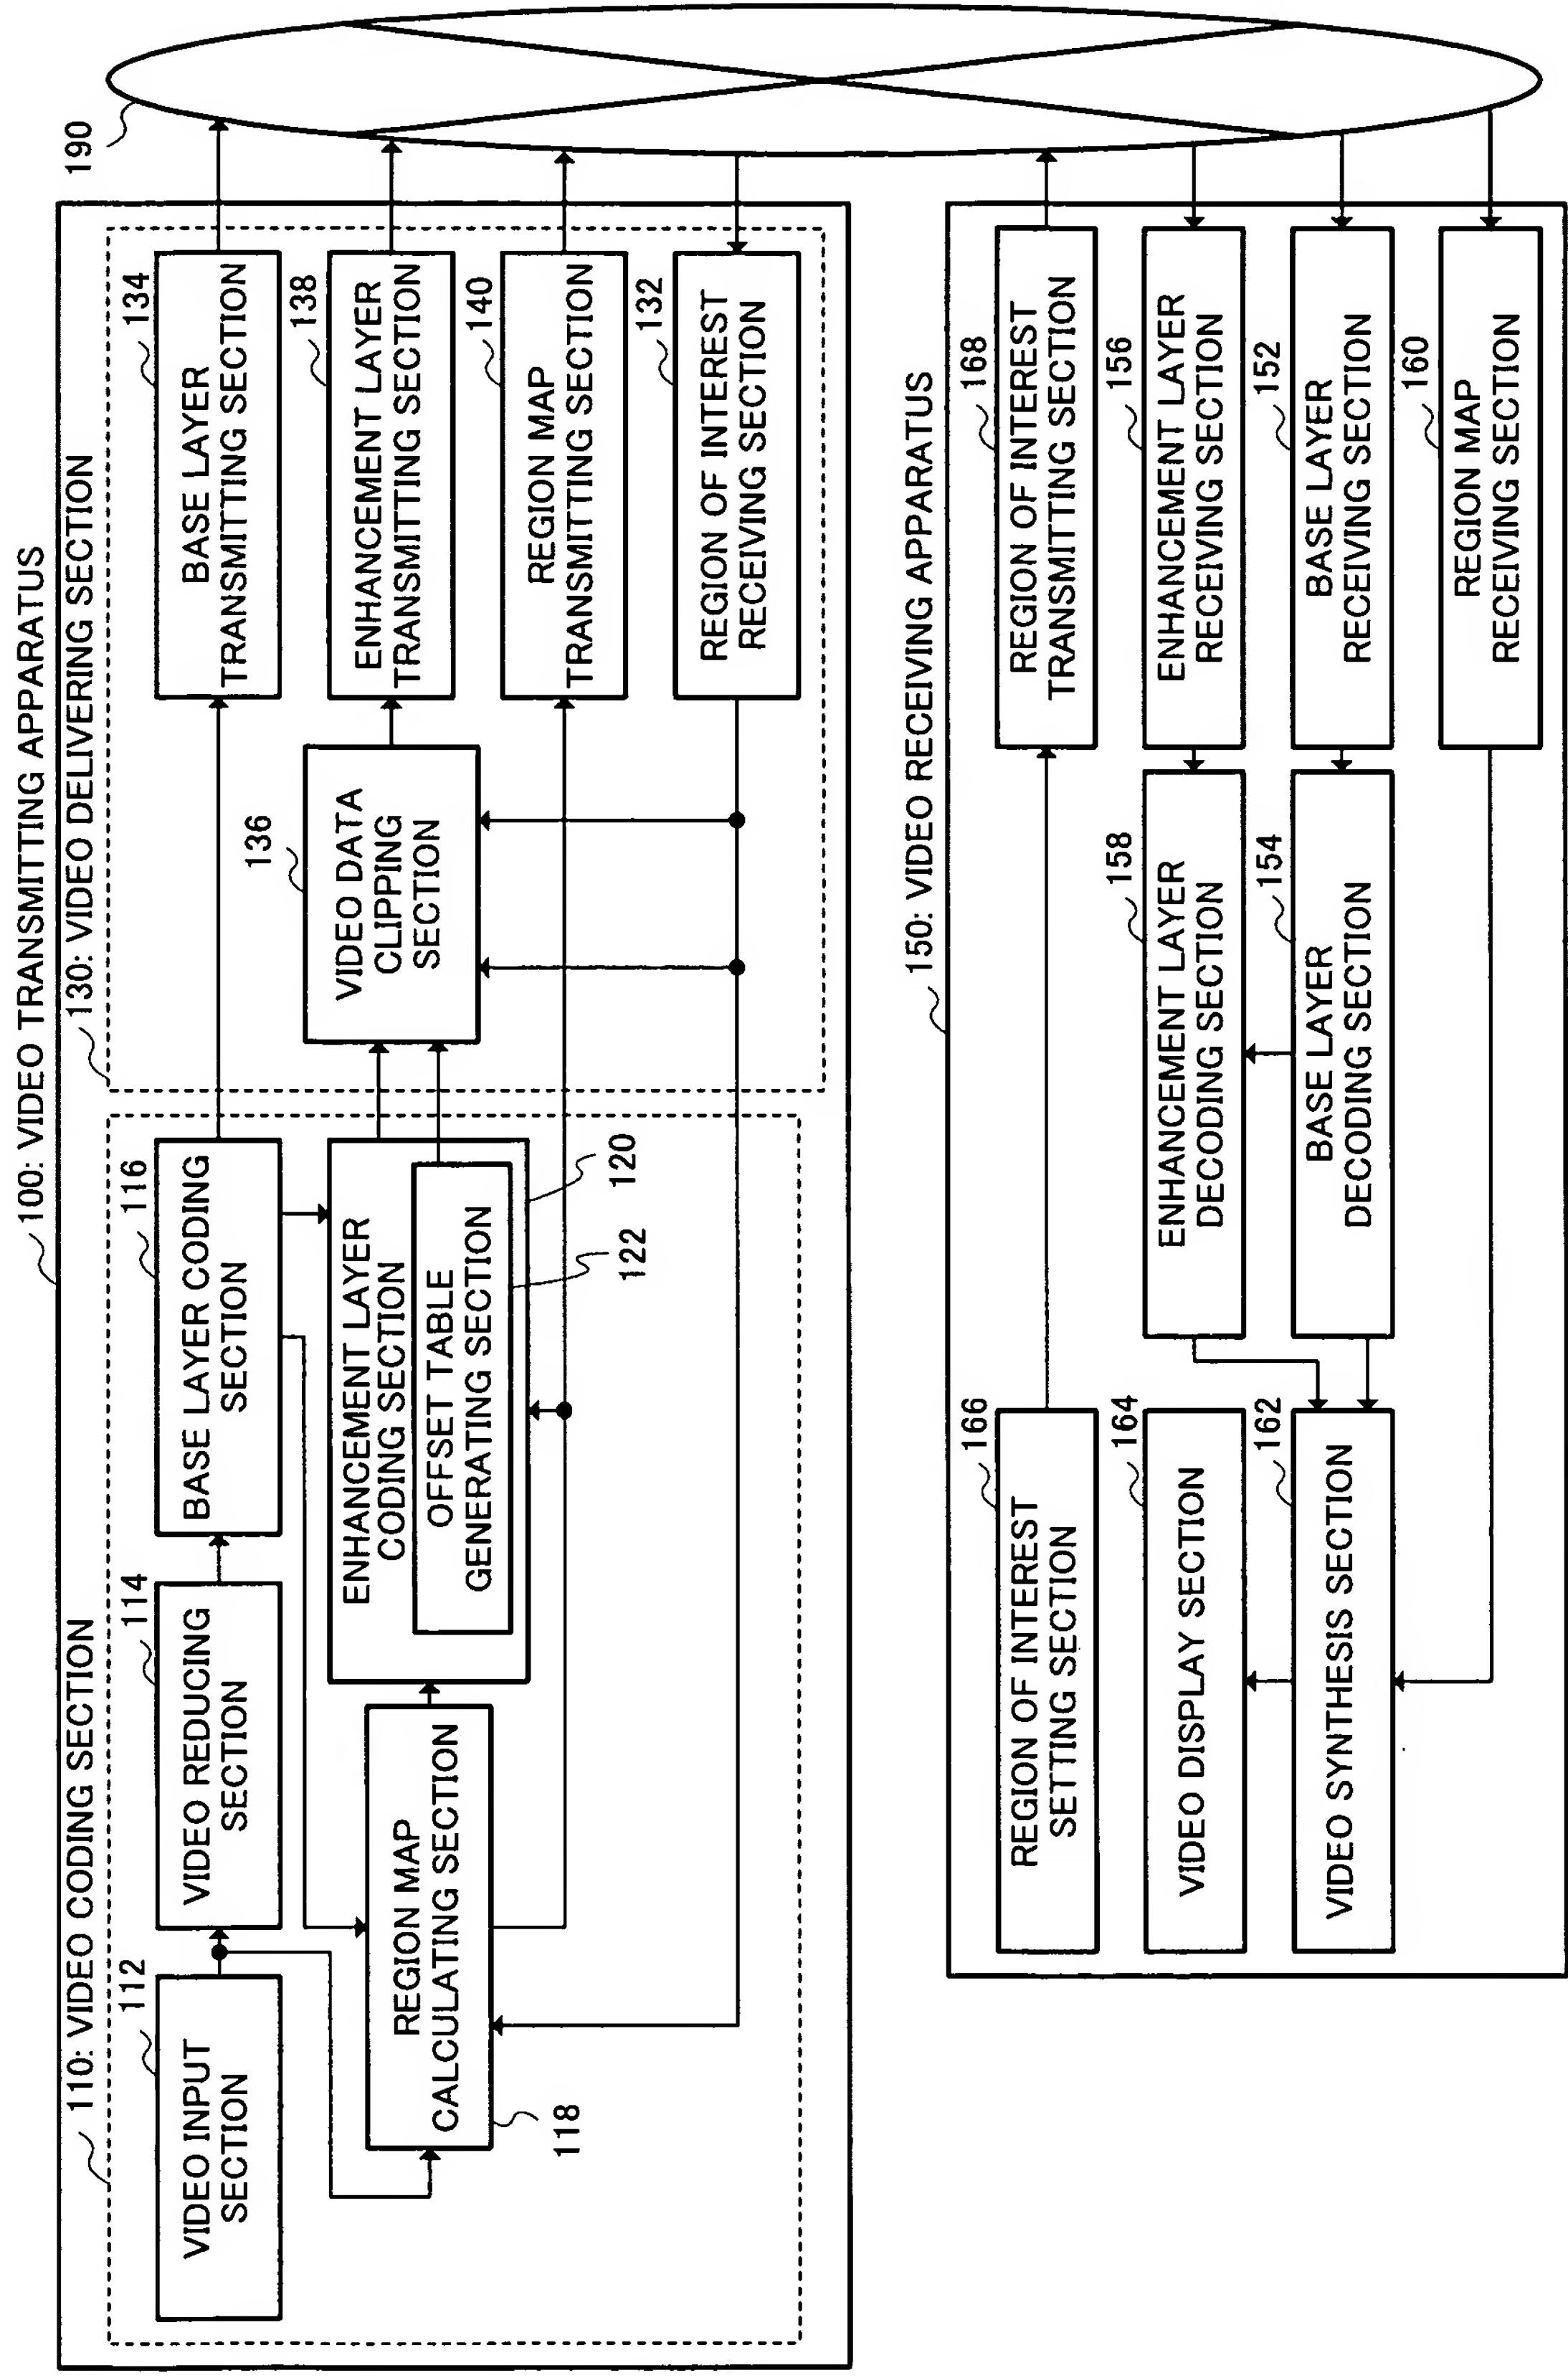 100: VIDEO TRANSMITTING APPARATUS
110: VIDEO CODING SECTION
130: VIDEO DELIVERING SECTION
190
112
VIDEO INPUT
SECTION
114
VIDEO REDUCING
SECTION
116
BASE LAYER CODING
SECTION
134
BASE LAYER
TRANSMITTING SECTION
136
VIDEO DATA
CLIPPING
SECTION
138
ENHANCEMENT LAYER
TRANSMITTING SECTION
ENHANCEMENT LAYER
CODING SECTION
120
OFFSET TABLE
GENERATING SECTION
122
REGION MAP
CALCULATING SECTION
118
140
REGION MAP
TRANSMITTING SECTION
132
REGION OF INTEREST
RECEIVING SECTION
150: VIDEO RECEIVING APPARATUS
166
REGION OF INTEREST
SETTING SECTION
168
REGION OF INTEREST
TRANSMITTING SECTION
164
VIDEO DISPLAY SECTION
158
ENHANCEMENT LAYER
DECODING SECTION
156
ENHANCEMENT LAYER
RECEIVING SECTION
162
VIDEO SYNTHESIS SECTION
154
BASE LAYER
DECODING SECTION
152
BASE LAYER
RECEIVING SECTION
160
REGION MAP
RECEIVING SECTION